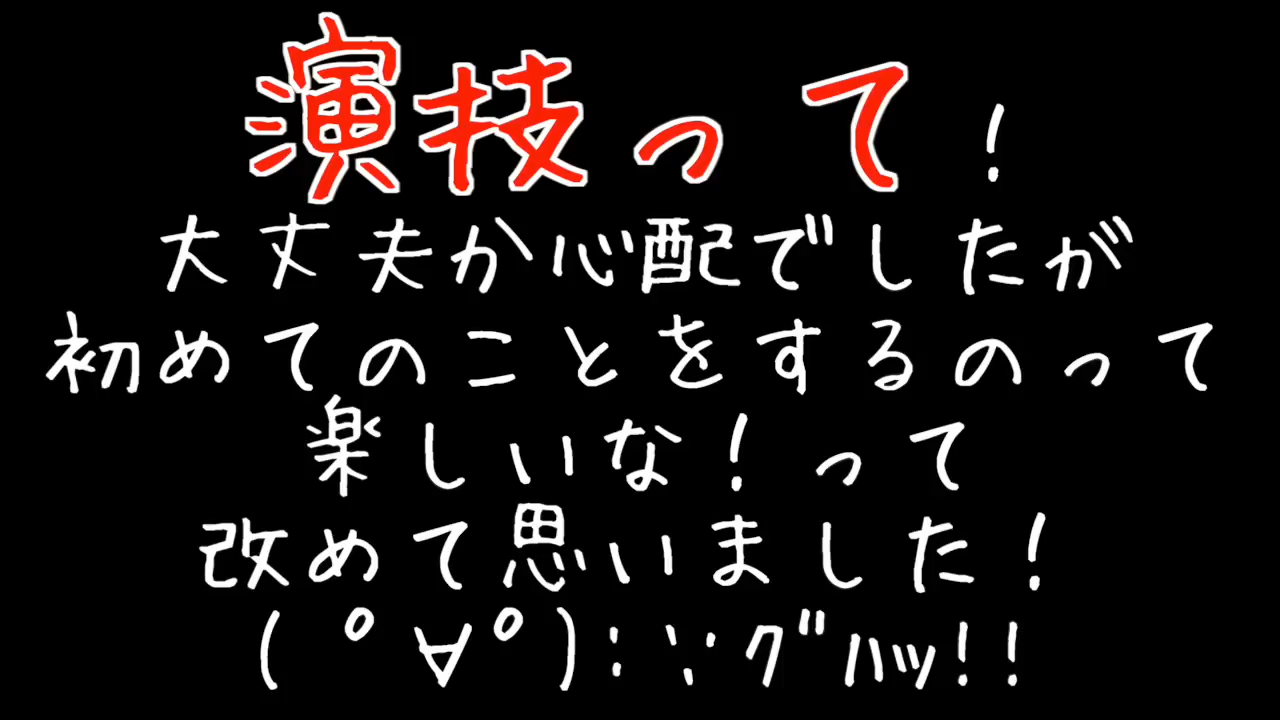 演技って！
大丈夫か心配でしたが
初めてのことをするのって
楽しいな！って
改めて思いました！
( ﾟ∀ﾟ):∵ｸﾞﾊｯ!!